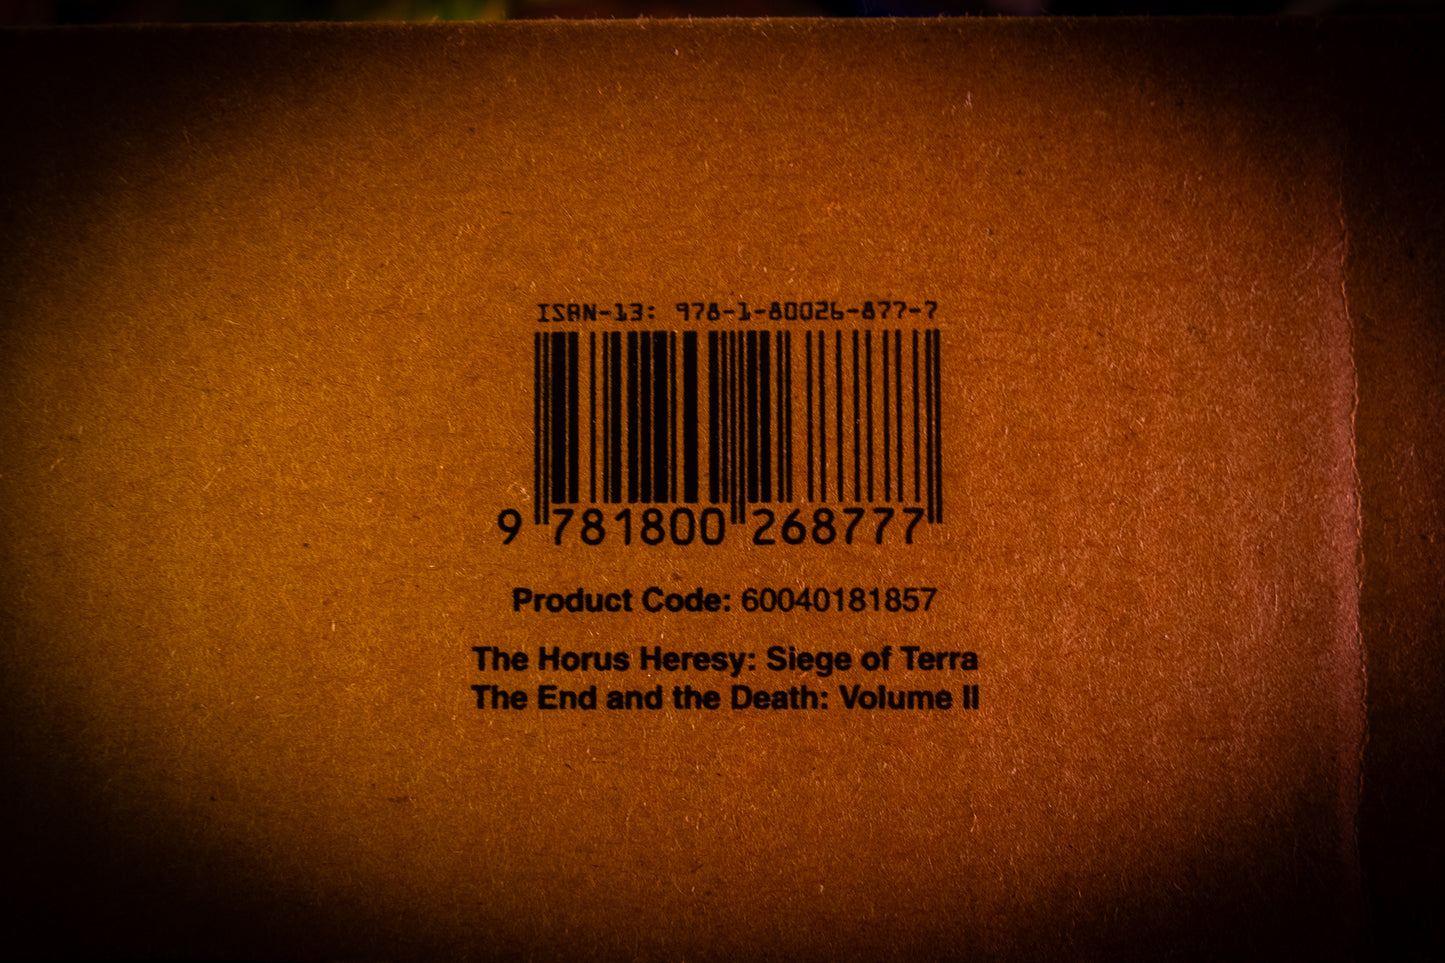 ISBN-13: 978-1-80026-877-7
9 781800 268777
Product Code: 60040181857
The Horus Heresy: Siege of Terra
The End and the Death: Volume II